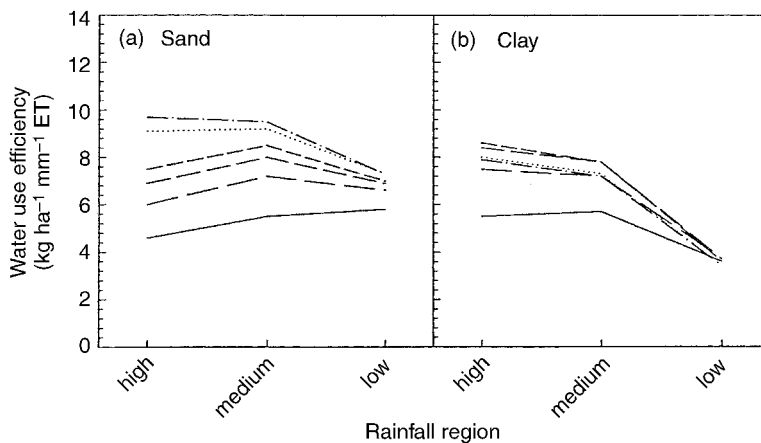 14
12
10
8
6
4
2
0
Water use efficiency
(kg ha⁻¹ mm⁻¹ ET)
(a) Sand
(b) Clay
high
medium
low
high
medium
low
Rainfall region